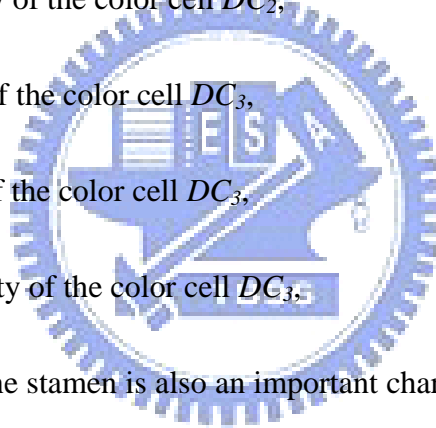 y of the color cell DC2,
f the color cell DC3,
E S A
f the color cell DC3,
ty of the color cell DC3,
ne stamen is also an important char